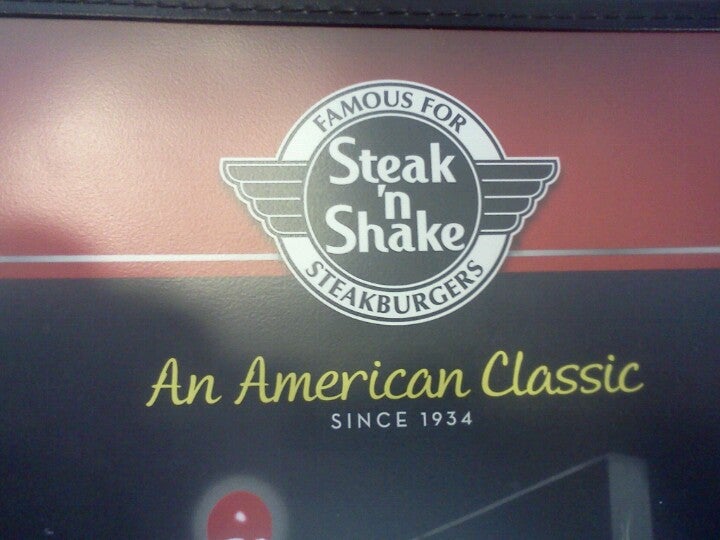 FAMOUS FOR
Steak
'n
Shake
STEAKBURGERS
An American Classic
SINCE 1934